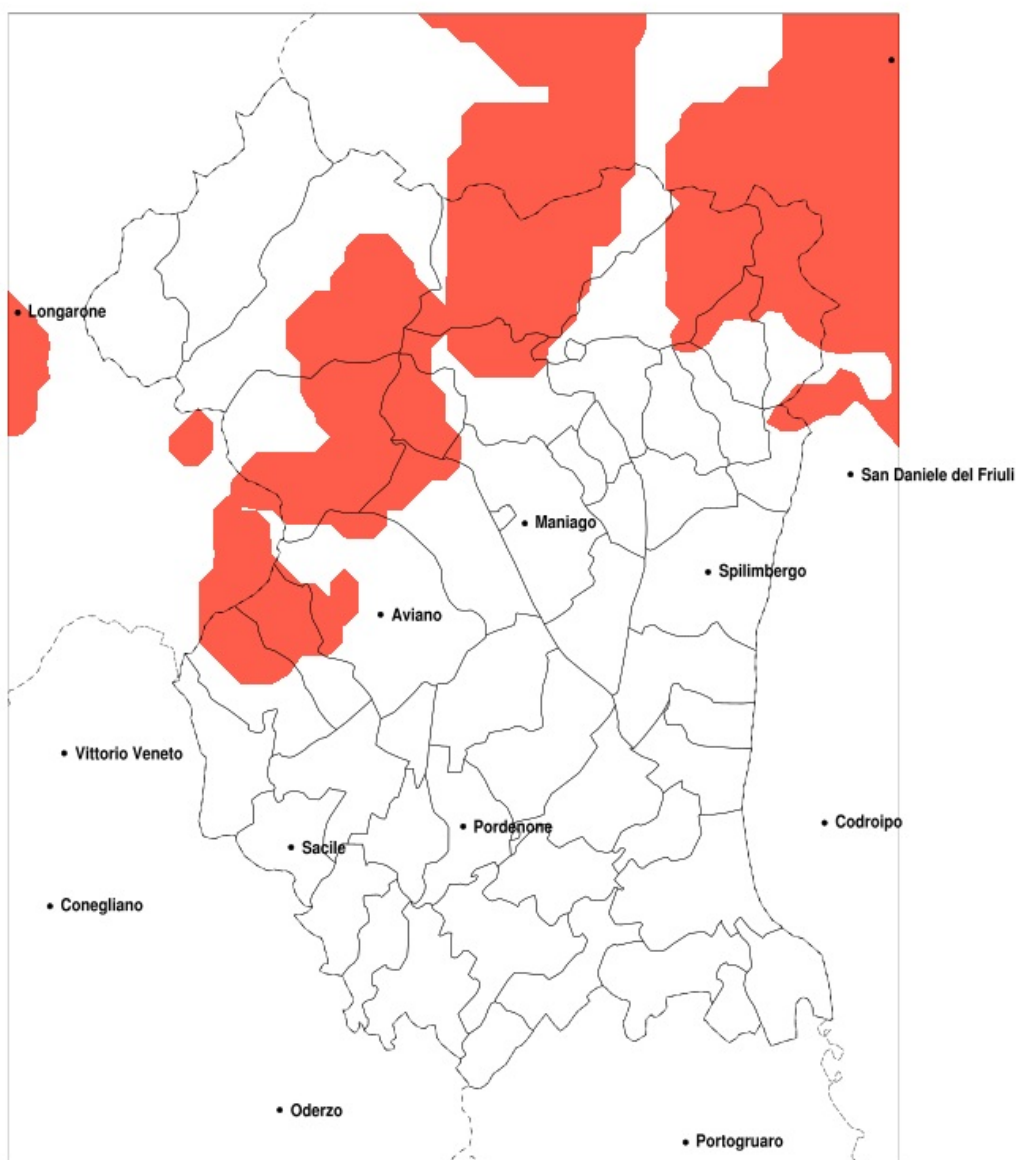 Longarone
San Daniele del Friuli
Maniago
Spilimbergo
Aviano
Vittorio Veneto
Codroipo
Pordenone
Sacile
Conegliano
Oderzo
Portogruaro